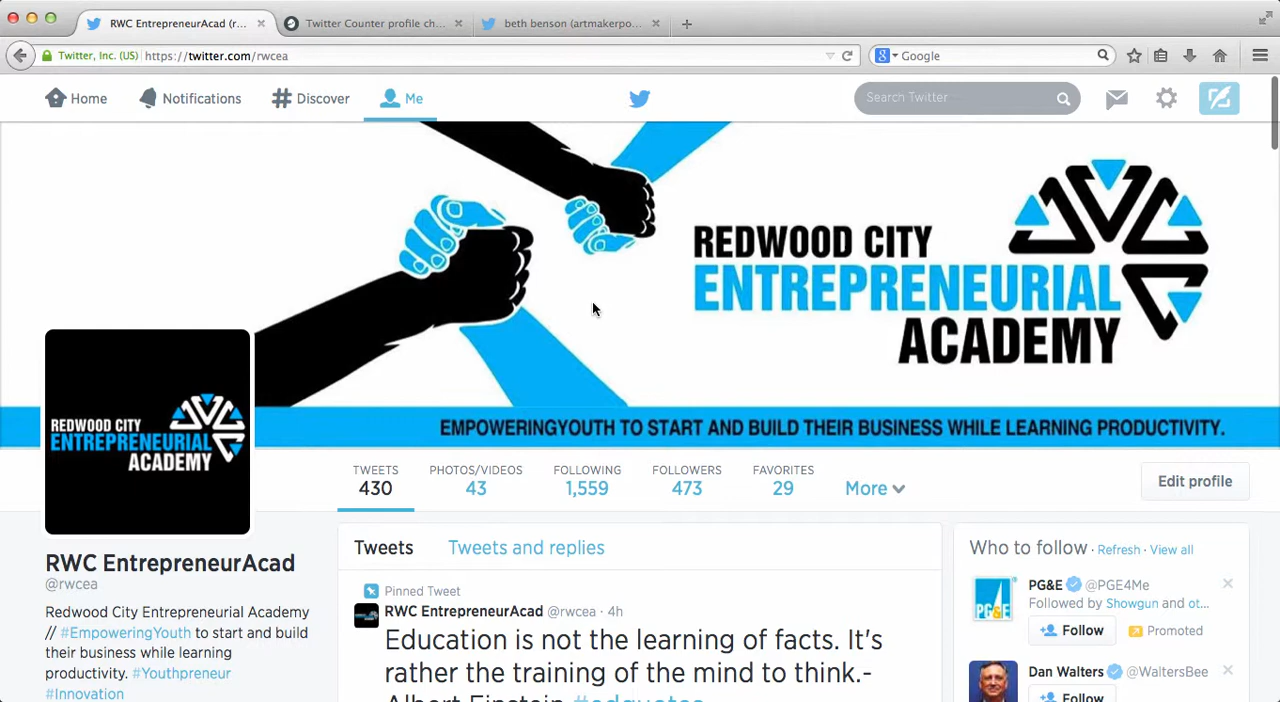 RWC EntrepreneurAcad (r...
Twitter Counter profile ch...
beth benson (artmakerpo...
Twitter, Inc. (US)
https://twitter.com/rwcea
Google
Home
Notifications
Discover
Me
Search Twitter
REDWOOD CITY
ENTREPRENEURIAL
ACADEMY
EMPOWERINGYOUTH TO START AND BUILD THEIR BUSINESS WHILE LEARNING PRODUCTIVITY.
REDWOOD CITY
ENTREPRENEURIAL
ACADEMY
TWEETS
430
PHOTOS/VIDEOS
43
FOLLOWING
1,559
FOLLOWERS
473
FAVORITES
29
More
Edit profile
RWC EntrepreneurAcad
@rwcea
Redwood City Entrepreneurial Academy
// #EmpoweringYouth to start and build
their business while learning
productivity. #Youthpreneur
#Innovation
Tweets
Tweets and replies
Pinned Tweet
RWC EntrepreneurAcad @rwcea · 4h
Education is not the learning of facts. It's
rather the training of the mind to think.-
Albert Einstein #edquotes
Who to follow · Refresh · View all
PG&E @PGE4Me
Followed by Showgun and ot...
Follow
Promoted
PG&E
Dan Walters @WaltersBee
Follow